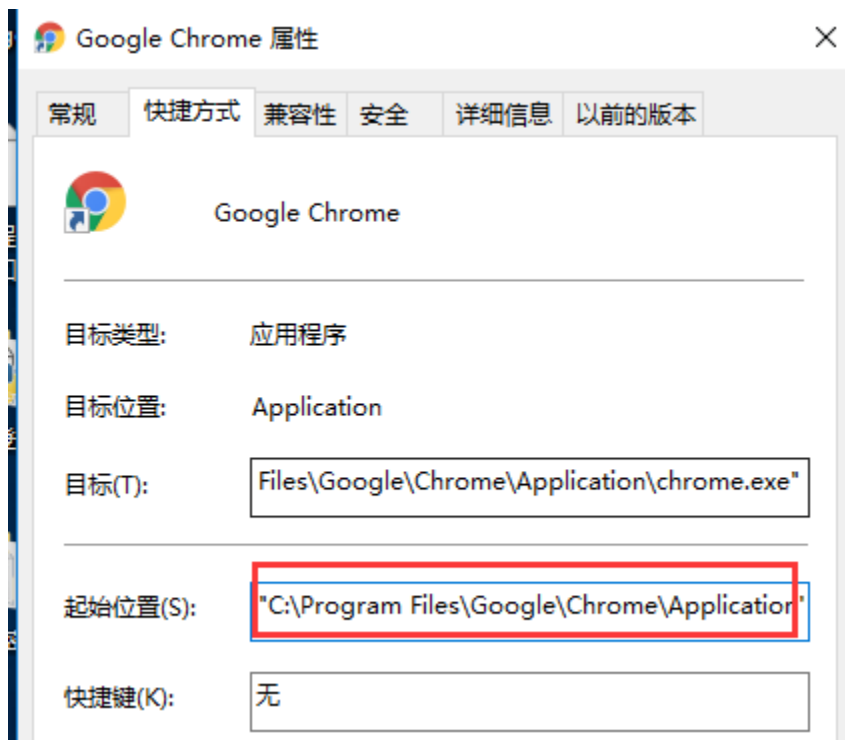 Google Chrome 属性
常规 快捷方式 兼容性 安全 详细信息 以前的版本
Google Chrome
目标类型: 应用程序
目标位置: Application
目标(T): Files\Google\Chrome\Application\chrome.exe"
起始位置(S): "C:\Program Files\Google\Chrome\Application"
快捷键(K): 无